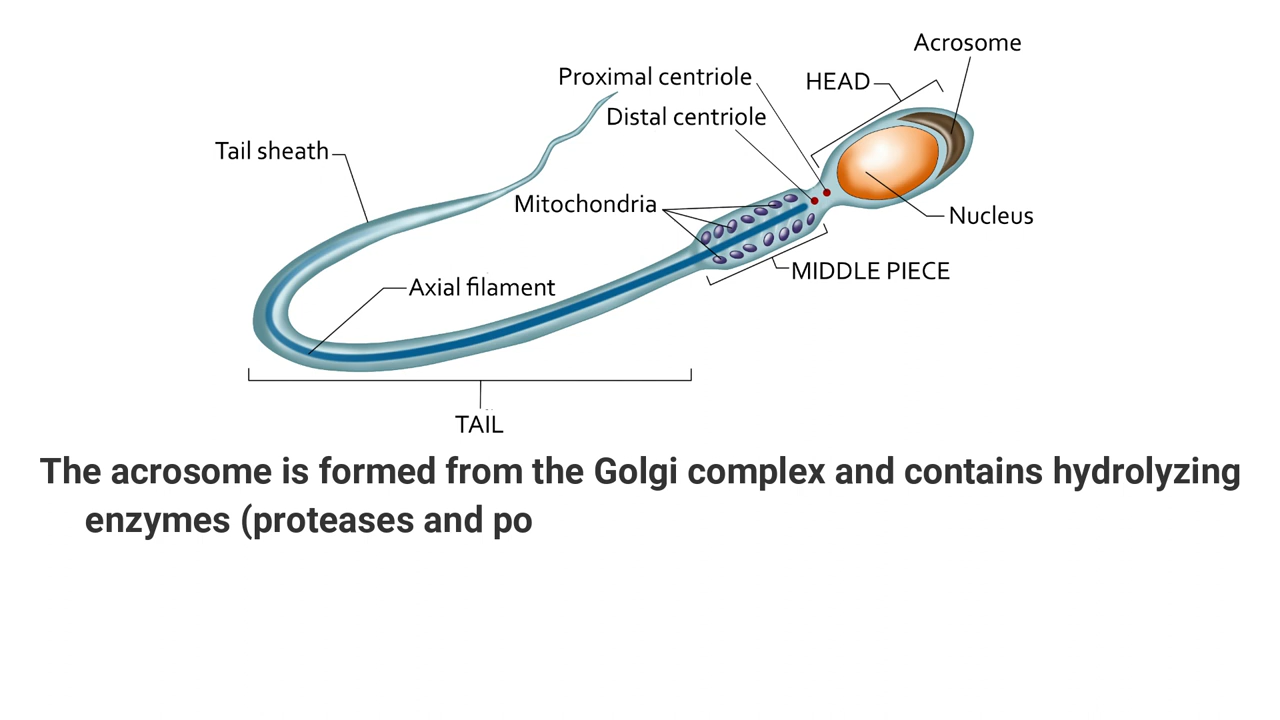 Acrosome
Proximal centriole
HEAD
Distal centriole
Tail sheath
Mitochondria
Nucleus
MIDDLE PIECE
Axial filament
TAIL
The acrosome is formed from the Golgi complex and contains hydrolyzing
enzymes (proteases and po